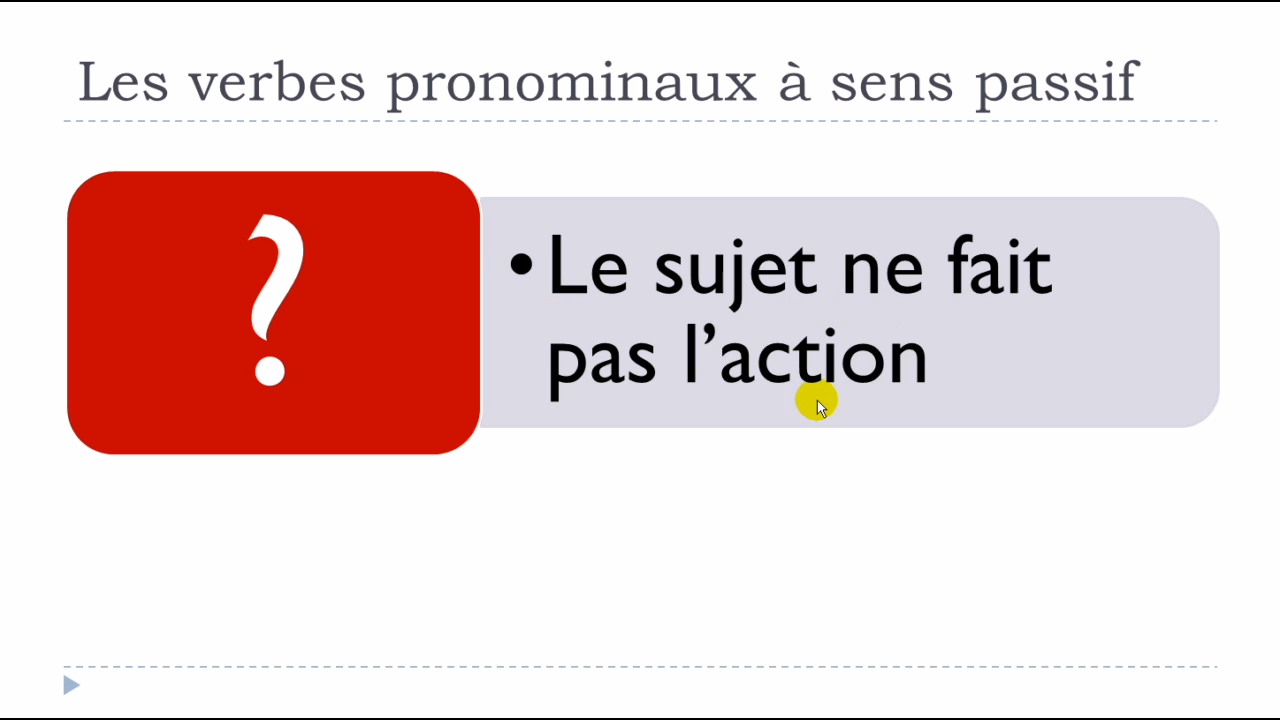 Les verbes pronominaux à sens passif
?
•Le sujet ne fait
pas l’action